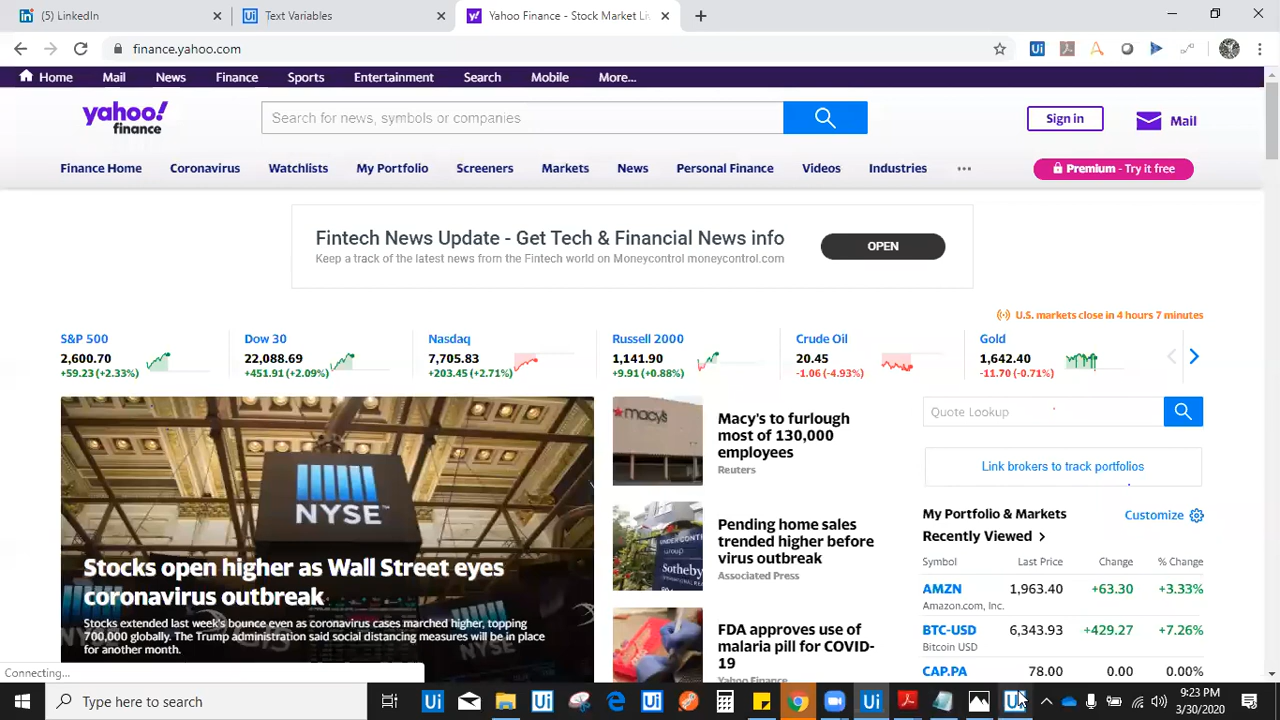 (5) LinkedIn
Text Variables
Yahoo Finance - Stock Market Li
finance.yahoo.com
Home Mail News Finance Sports Entertainment Search Mobile More...
yahoo!
finance
Search for news, symbols or companies
Sign in
Mail
Finance Home Coronavirus Watchlists My Portfolio Screeners Markets News Personal Finance Videos Industries
Premium - Try it free
Fintech News Update - Get Tech & Financial News info
Keep a track of the latest news from the Fintech world on Moneycontrol moneycontrol.com
OPEN
U.S. markets close in 4 hours 7 minutes
S&P 500
2,600.70
+59.23 (+2.33%)
Dow 30
22,088.69
+451.91 (+2.09%)
Nasdaq
7,705.83
+203.45 (+2.71%)
Russell 2000
1,141.90
+9.91 (+0.88%)
Crude Oil
20.45
-1.06 (-4.93%)
Gold
1,642.40
-11.70 (-0.71%)
NYSE
Stocks open higher as Wall Street eyes
coronavirus outbreak
Stocks extended last week's bounce even as coronavirus cases marched higher, topping
700,000 globally. The Trump administration said social distancing measures will be in place
for another month.
macy's
Macy's to furlough
most of 130,000
employees
Reuters
UNDER CONTR
Group
Sotheby
Pending home sales
trended higher before
virus outbreak
Associated Press
FDA approves use of
malaria pill for COVID-
19
Yahoo Finance
Quote Lookup
Link brokers to track portfolios
My Portfolio & Markets
Customize
Recently Viewed
Symbol Last Price Change % Change
AMZN 1,963.40 +63.30 +3.33%
Amazon.com, Inc.
BTC-USD 6,343.93 +429.27 +7.26%
Bitcoin USD
CAP.PA 78.00 0.00 0.00%
Connecting...
Type here to search
9:23 PM
3/30/2020